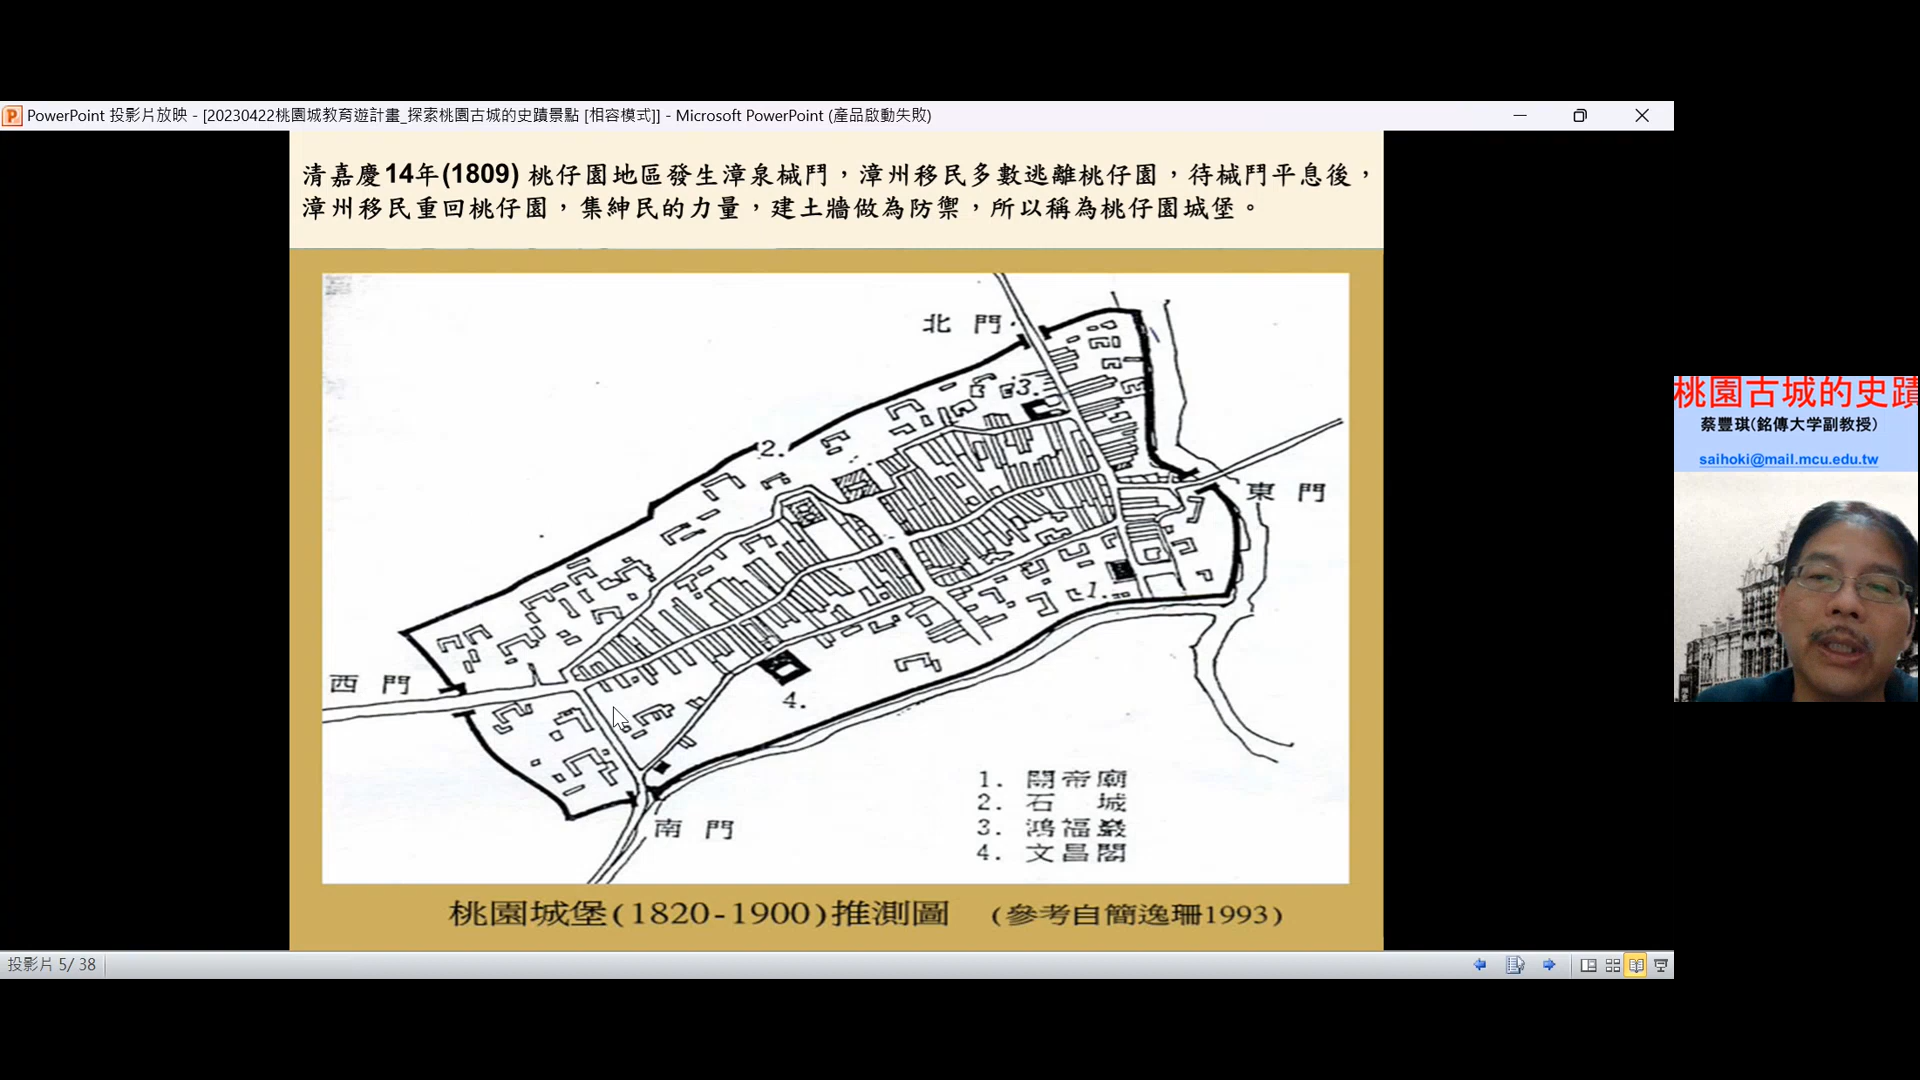 PowerPoint 投影片放映 - [20230422桃園城教育遊計畫_探索桃園古城的史蹟景點 [相容模式]] - Microsoft PowerPoint (產品啟動失敗)
清嘉慶14年(1809) 桃仔園地區發生漳泉械鬥，漳州移民多數逃離桃仔園，待械鬥平息後，
漳州移民重回桃仔園，集紳民的力量，建土牆做為防禦，所以稱為桃仔園城堡。
北 門
3.
2.
東 門
1.
西 門
4.
南 門
1. 關帝廟
2. 石 城
3. 鴻福巖
4. 文昌閣
桃園城堡(1820-1900)推測圖 (參考自簡逸珊1993)
桃園古城的史蹟
蔡豐琪(銘傳大学副教授)
saihoki@mail.mcu.edu.tw
投影片 5/ 38